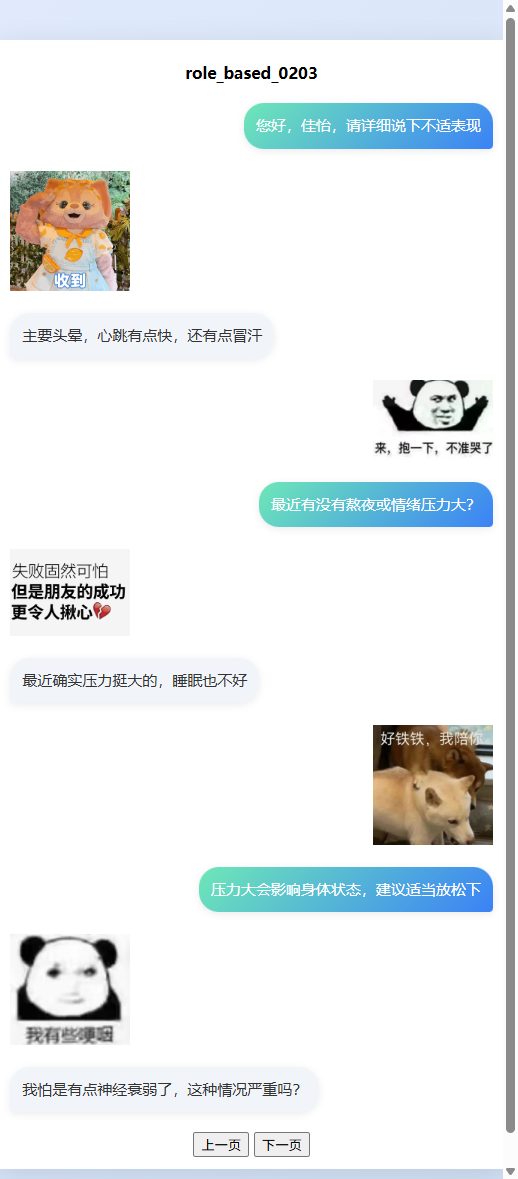 role_based_0203
您好，佳怡，请详细说下不适表现
收到
主要头晕，心跳有点快，还有点冒汗
来，抱一下，不准哭了
最近有没有熬夜或情绪压力大？
失败固然可怕
但是朋友的成功
更令人揪心💔
最近确实压力挺大的，睡眠也不好
好铁铁，我陪你
压力大会影响身体状态，建议适当放松下
我有些哽咽
我怕是有点神经衰弱了，这种情况严重吗？
上一页 下一页